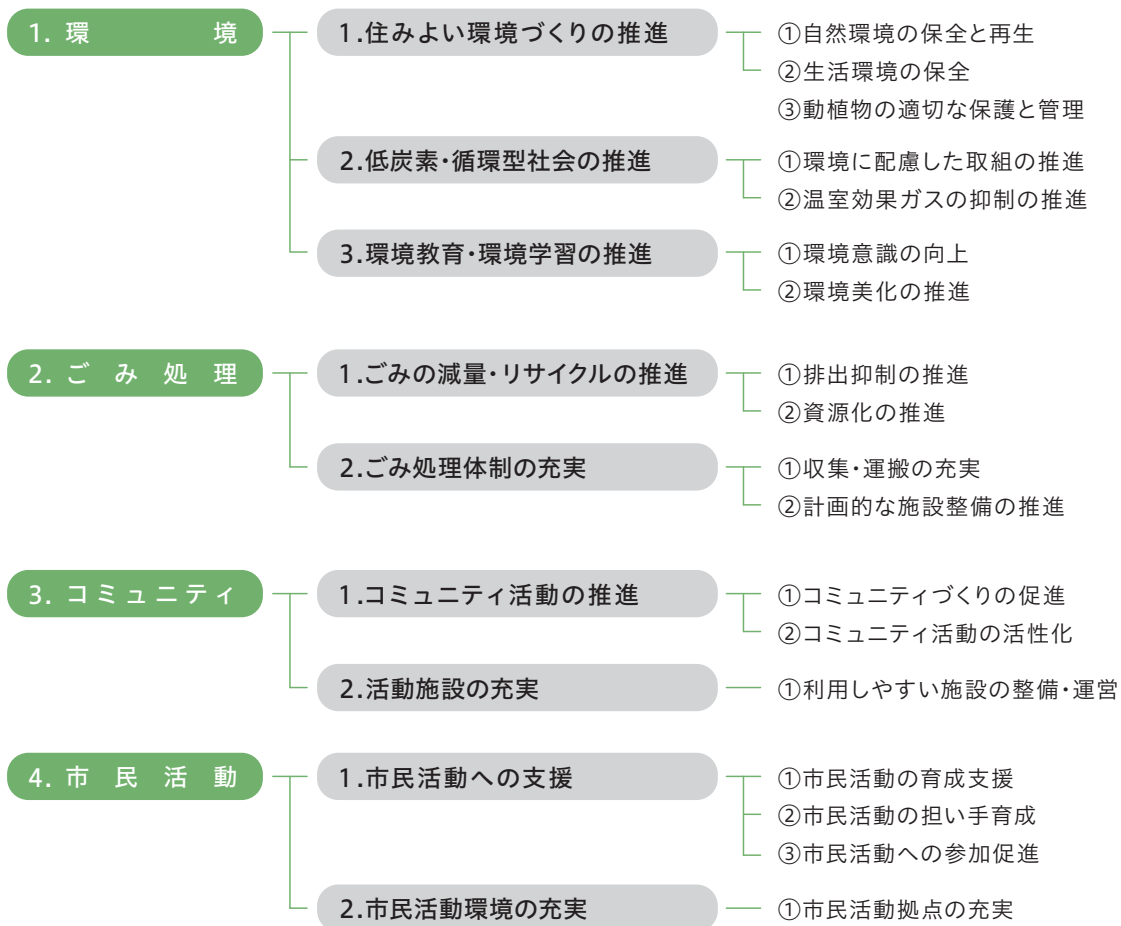 1. 環境
1.住みよい環境づくりの推進
①自然環境の保全と再生
②生活環境の保全
③動植物の適切な保護と管理
2.低炭素・循環型社会の推進
①環境に配慮した取組の推進
②温室効果ガスの抑制の推進
3.環境教育・環境学習の推進
①環境意識の向上
②環境美化の推進
2. ごみ処理
1.ごみの減量・リサイクルの推進
①排出抑制の推進
②資源化の推進
2.ごみ処理体制の充実
①収集・運搬の充実
②計画的な施設整備の推進
3. コミュニティ
1.コミュニティ活動の推進
①コミュニティづくりの促進
②コミュニティ活動の活性化
2.活動施設の充実
①利用しやすい施設の整備・運営
4. 市民活動
1.市民活動への支援
①市民活動の育成支援
②市民活動の担い手育成
③市民活動への参加促進
2.市民活動環境の充実
①市民活動拠点の充実